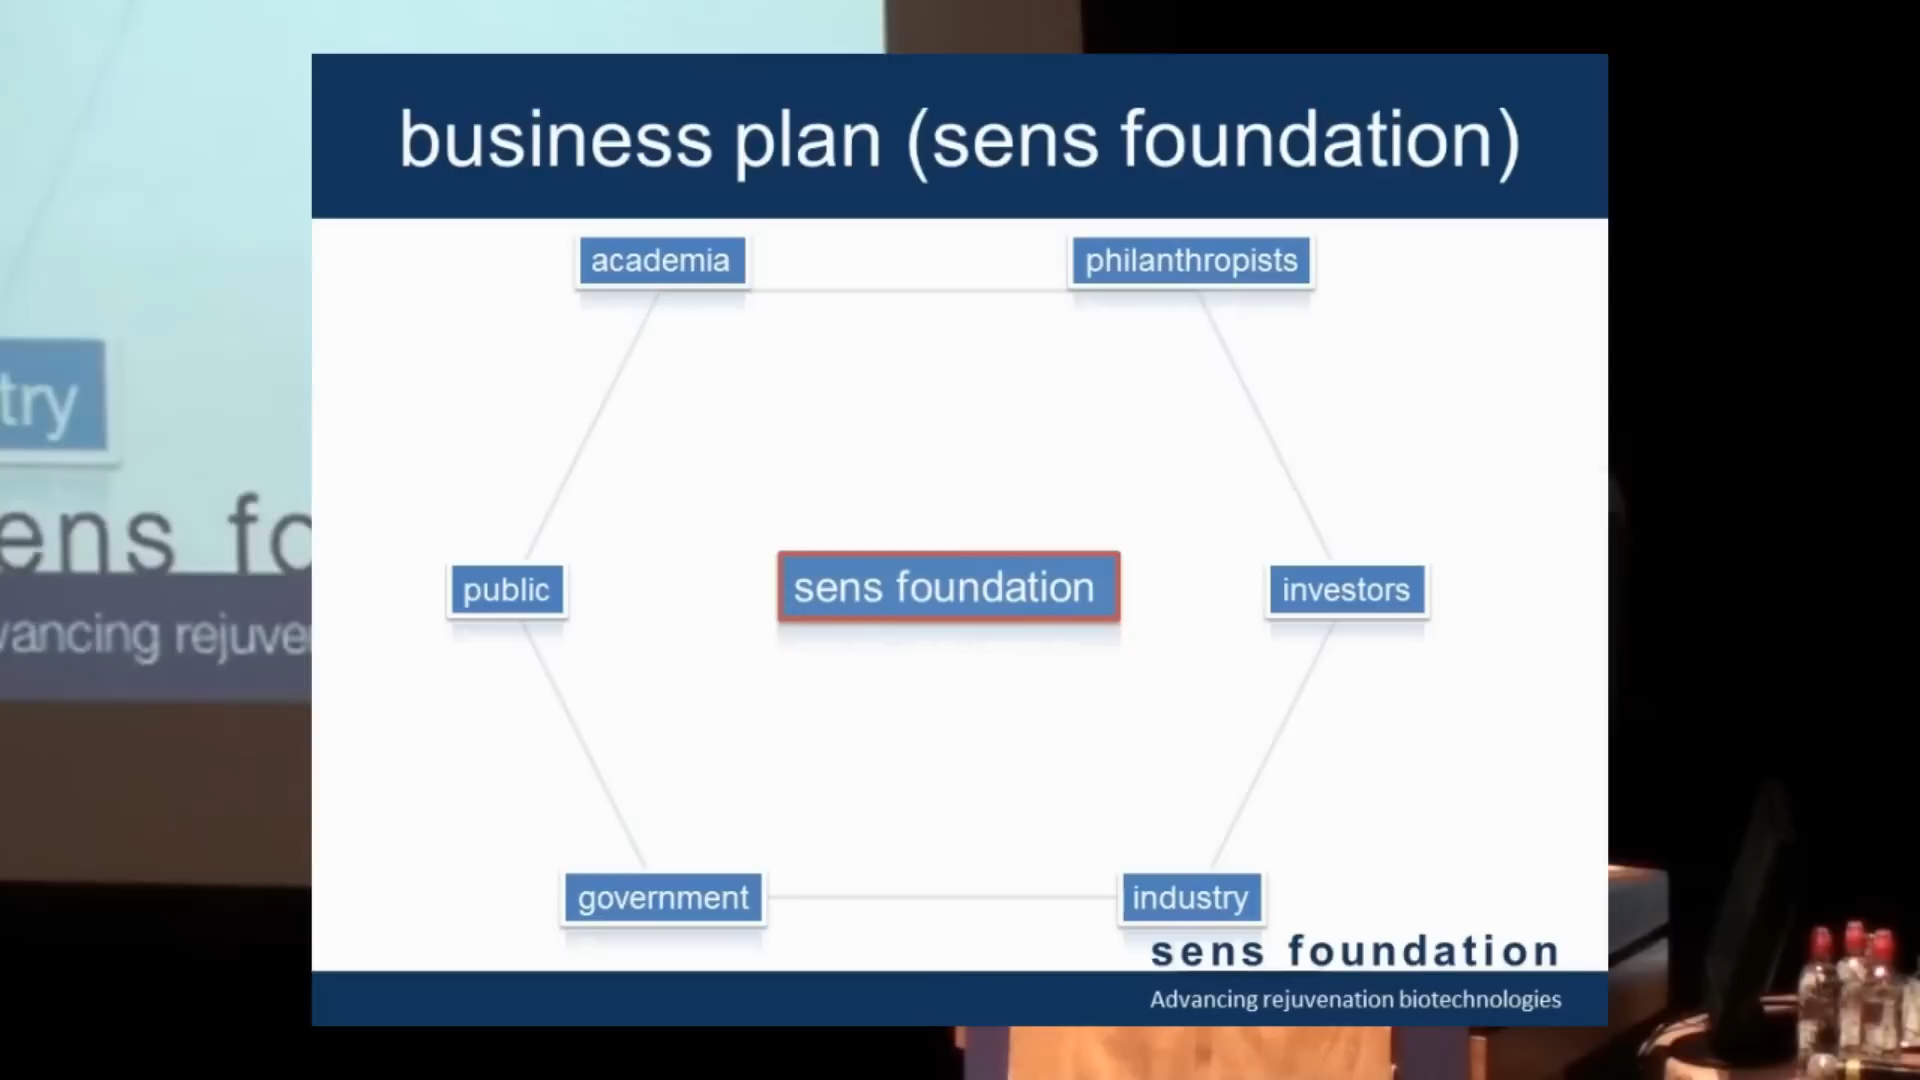 business plan (sens foundation)
academia
philanthropists
public
sens foundation
investors
government
industry
sens foundation
Advancing rejuvenation biotechnologies
try
ens fo
vancing rejuve